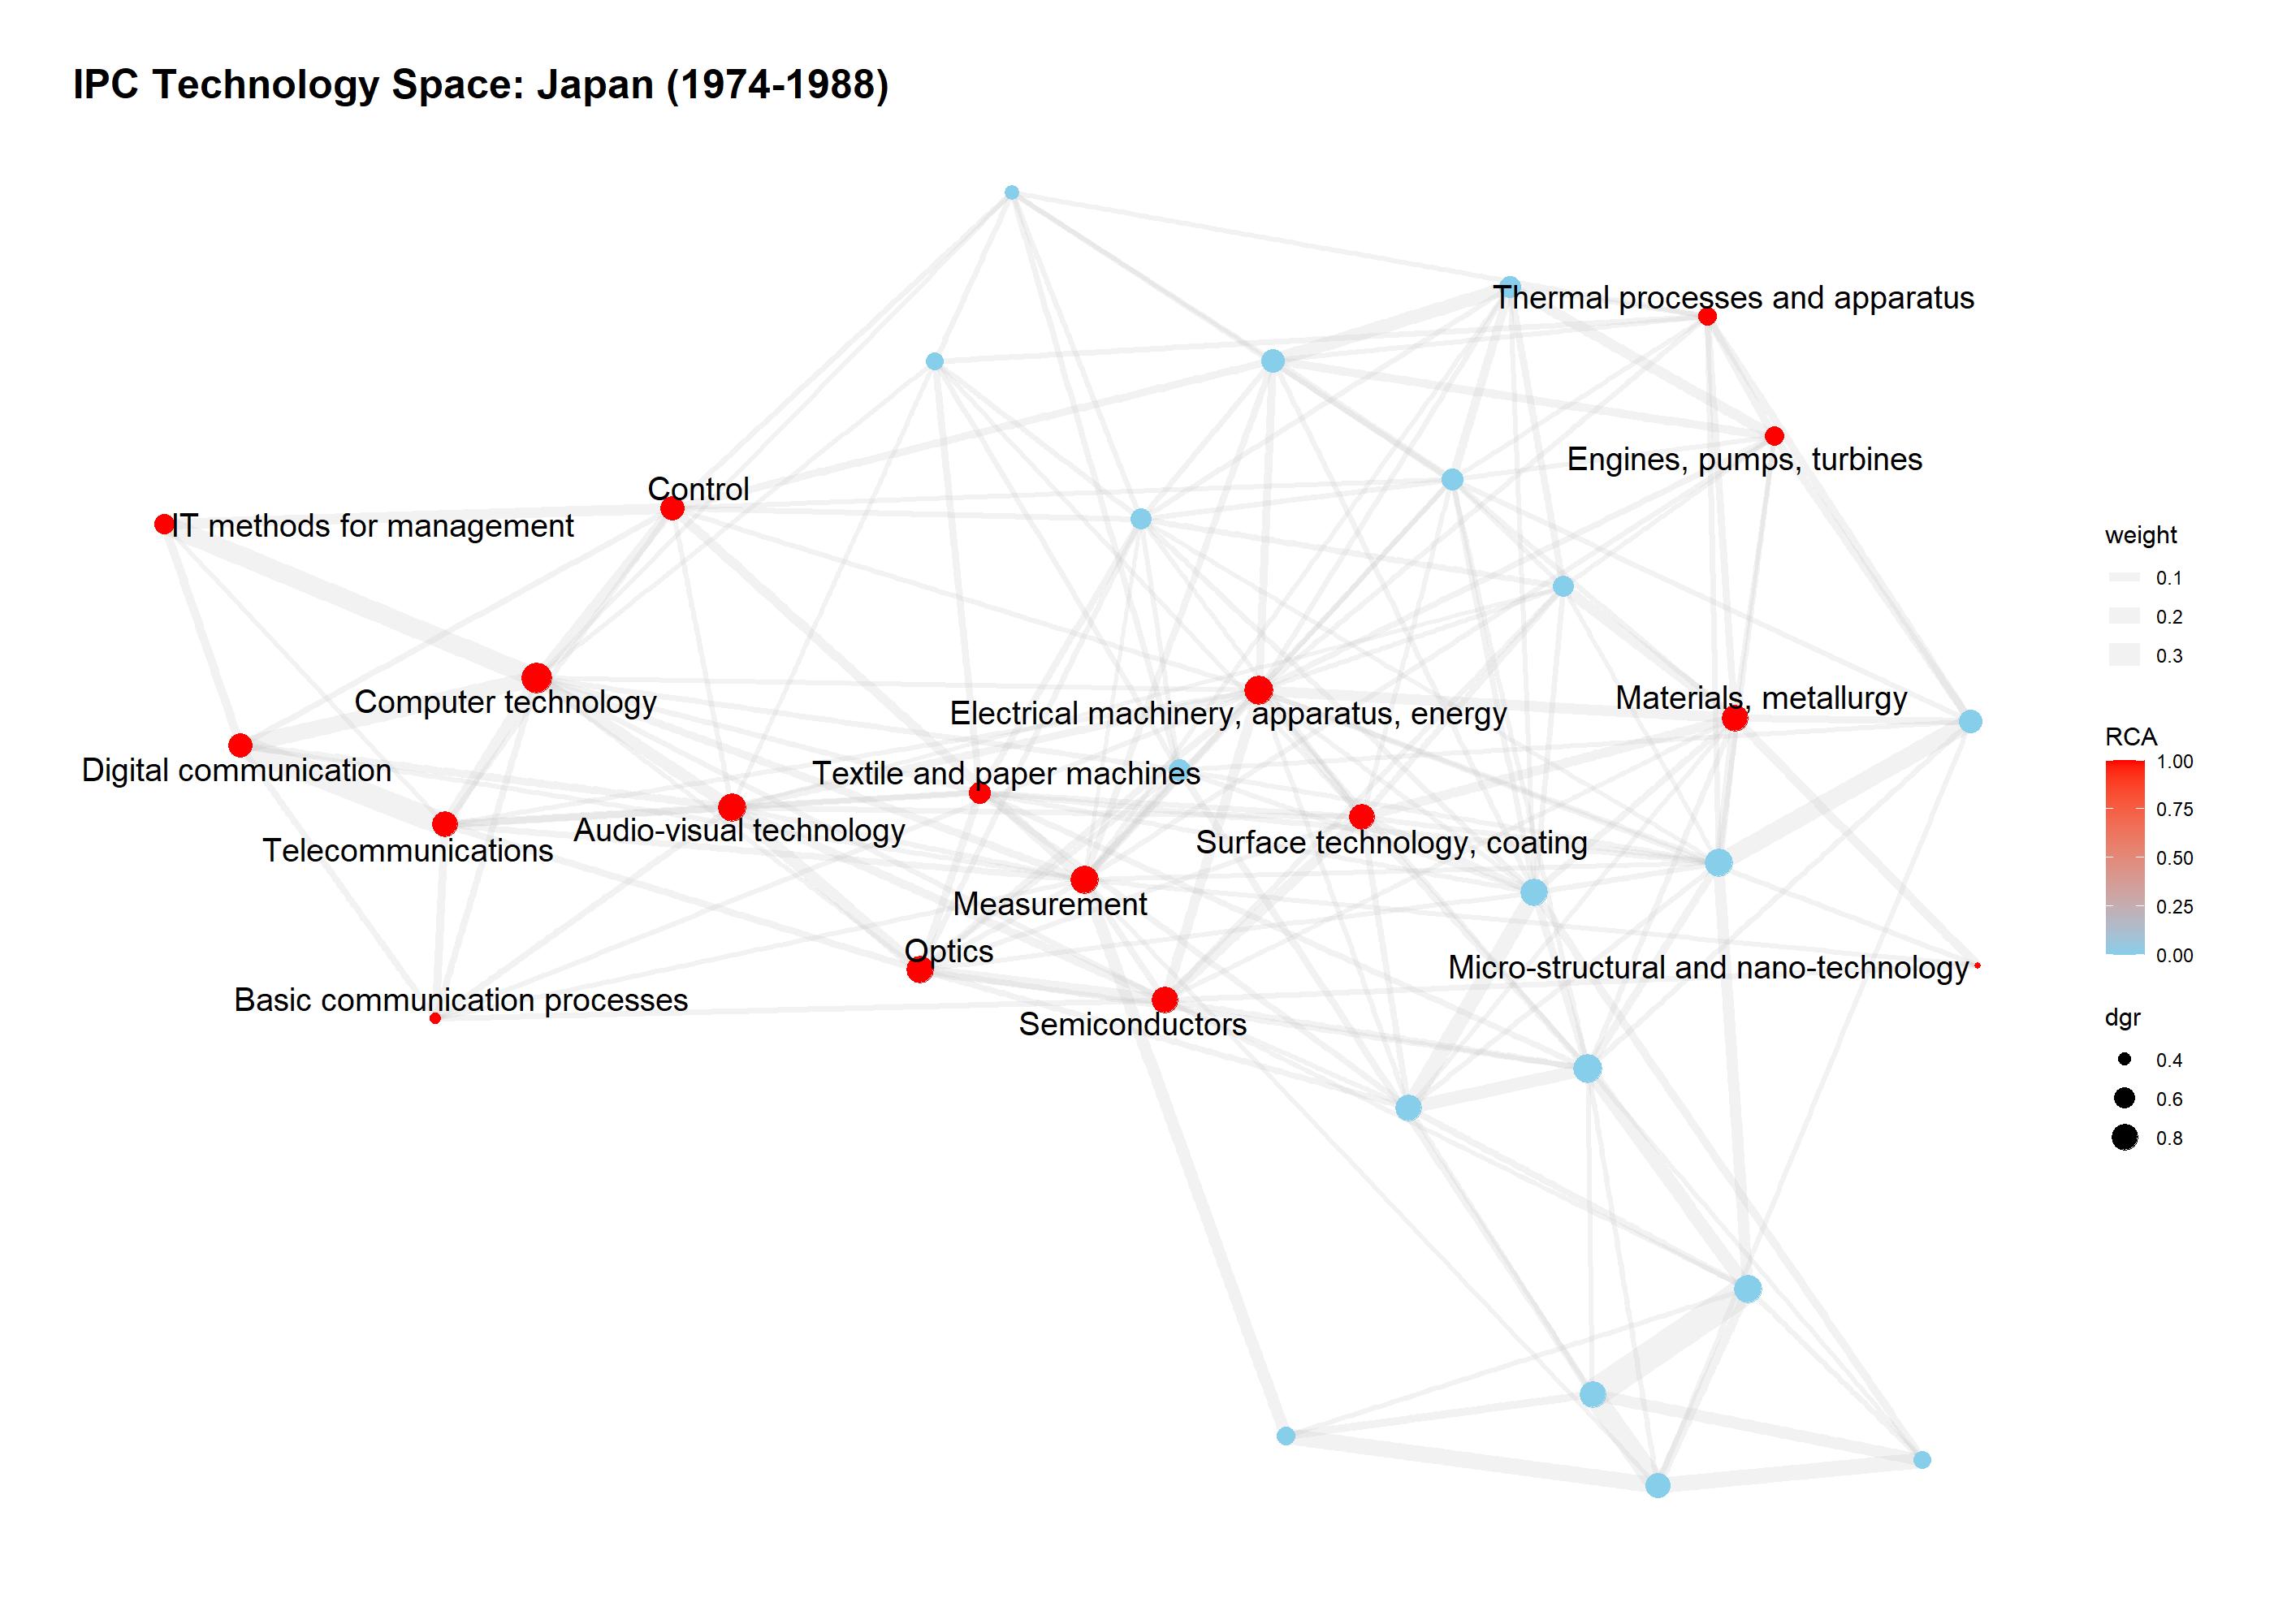 IPC Technology Space: Japan (1974-1988)
Thermal processes and apparatus
Engines, pumps, turbines
Control
IT methods for management
Computer technology
Electrical machinery, apparatus, energy
Materials, metallurgy
Digital communication
Textile and paper machines
Telecommunications
Audio-visual technology
Surface technology, coating
Measurement
Optics
Micro-structural and nano-technology
Basic communication processes
Semiconductors
weight
0.1
0.2
0.3
RCA
1.00
0.75
0.50
0.25
0.00
dgr
0.4
0.6
0.8